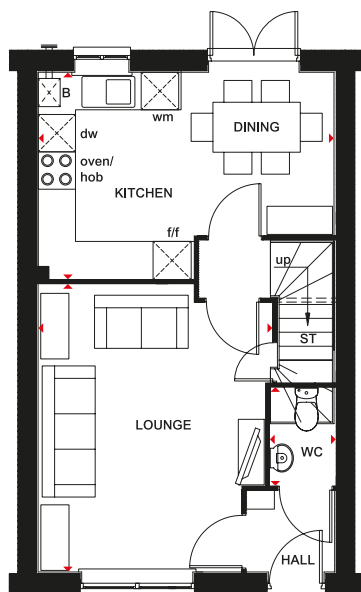 B
wm
DINING
dw
oven/
hob
KITCHEN
f/f
up
ST
LOUNGE
WC
HALL